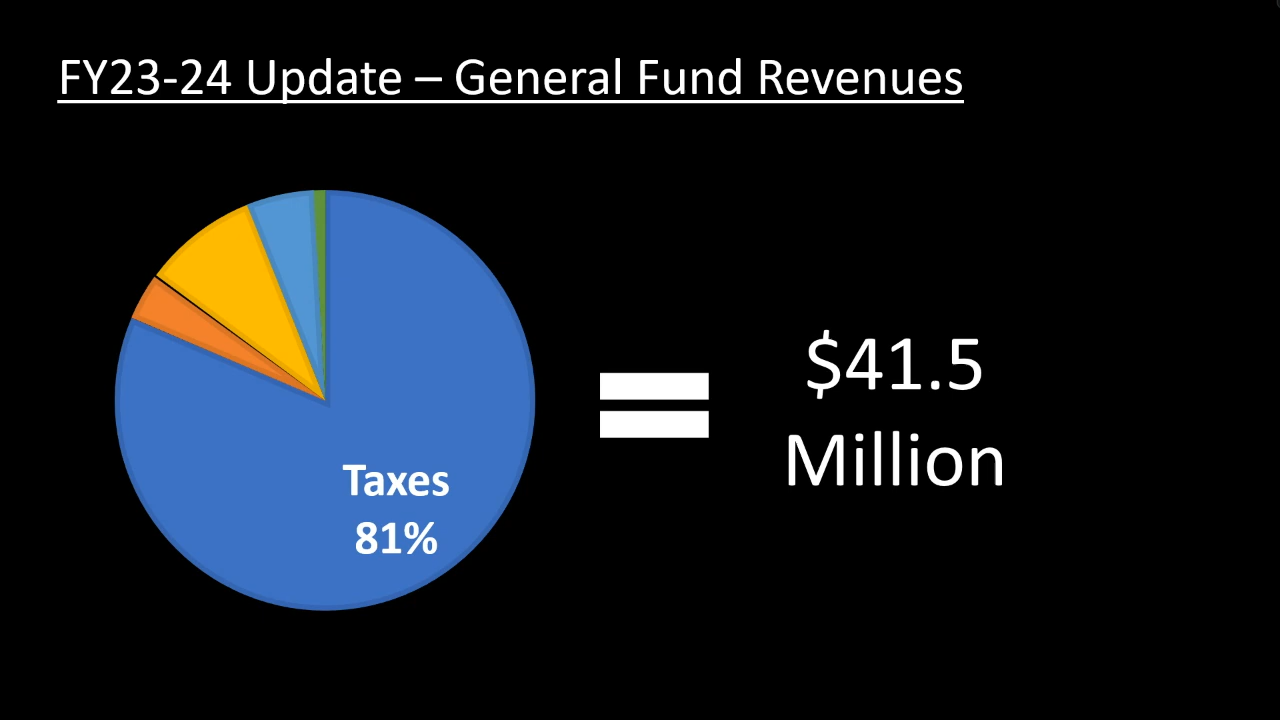 FY23-24 Update – General Fund Revenues
Taxes
81%
$41.5
Million